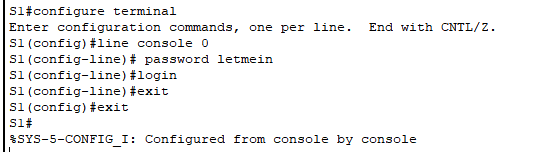 S1#configure terminal
Enter configuration commands, one per line.  End with CNTL/Z.
S1(config)#line console 0
S1(config-line)# password letmein
S1(config-line)#login
S1(config-line)#exit
S1(config)#exit
S1#
%SYS-5-CONFIG_I: Configured from console by console